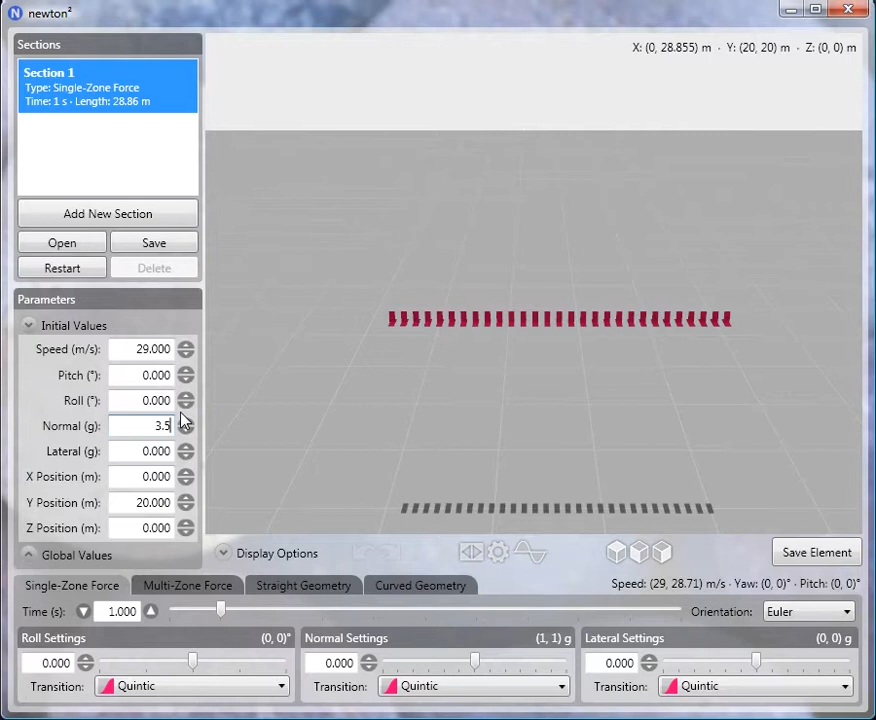 newton²
Sections
X: (0, 28.855) m · Y: (20, 20) m · Z: (0, 0) m
Section 1
Type: Single-Zone Force
Time: 1 s · Length: 28.86 m
Add New Section
Open
Save
Restart
Delete
Parameters
Initial Values
Speed (m/s): 29.000
Pitch (°): 0.000
Roll (°): 0.000
Normal (g): 3.5
Lateral (g): 0.000
X Position (m): 0.000
Y Position (m): 20.000
Z Position (m): 0.000
Global Values
Display Options
Save Element
Single-Zone Force
Multi-Zone Force
Straight Geometry
Curved Geometry
Speed: (29, 28.71) m/s · Yaw: (0, 0)° · Pitch: (0, 0)°
Time (s): 1.000
Orientation: Euler
Roll Settings (0, 0)°
Normal Settings (1, 1) g
Lateral Settings (0, 0) g
0.000
0.000
0.000
Transition: Quintic
Transition: Quintic
Transition: Quintic